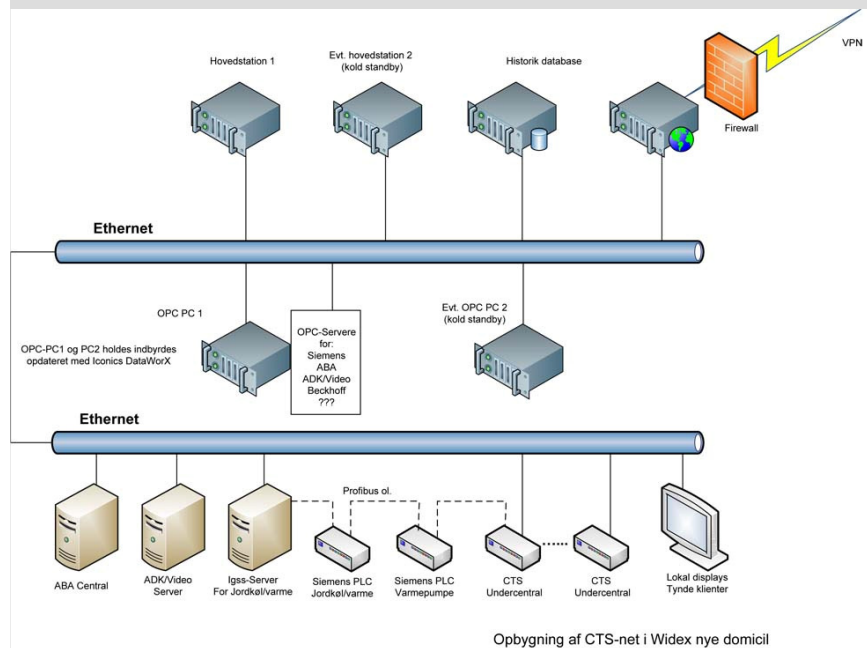 VPN
Hovedstation 1
Evt. hovedstation 2
(kold standby)
Historik database
Firewall
Ethernet
OPC PC 1
OPC-PC1 og PC2 holdes indbyrdes
opdateret med Iconics DataWorX
OPC-Servere
for:
Siemens
ABA
ADK/Video
Beckhoff
???
Evt. OPC PC 2
(kold standby)
Ethernet
Profibus ol.
ABA Central
ADK/Video
Server
Igss-Server
For Jordkøl/varme
Siemens PLC
Jordkøl/varme
Siemens PLC
Varmepumpe
CTS
Undercentral
CTS
Undercentral
Lokal displays
Tynde klienter
Opbygning af CTS-net i Widex nye domicil